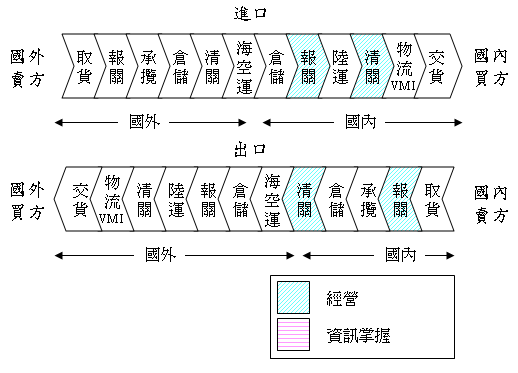 進口
國外賣方
取貨
報關
承攬
倉儲
清關
海空運
倉儲
報關
陸運
清關
物流VMI
交貨
國內買方
國外
國內
出口
國外買方
交貨
物流VMI
清關
陸運
報關
倉儲
海空運
清關
倉儲
承攬
報關
取貨
國內賣方
國外
國內
經營
資訊掌握